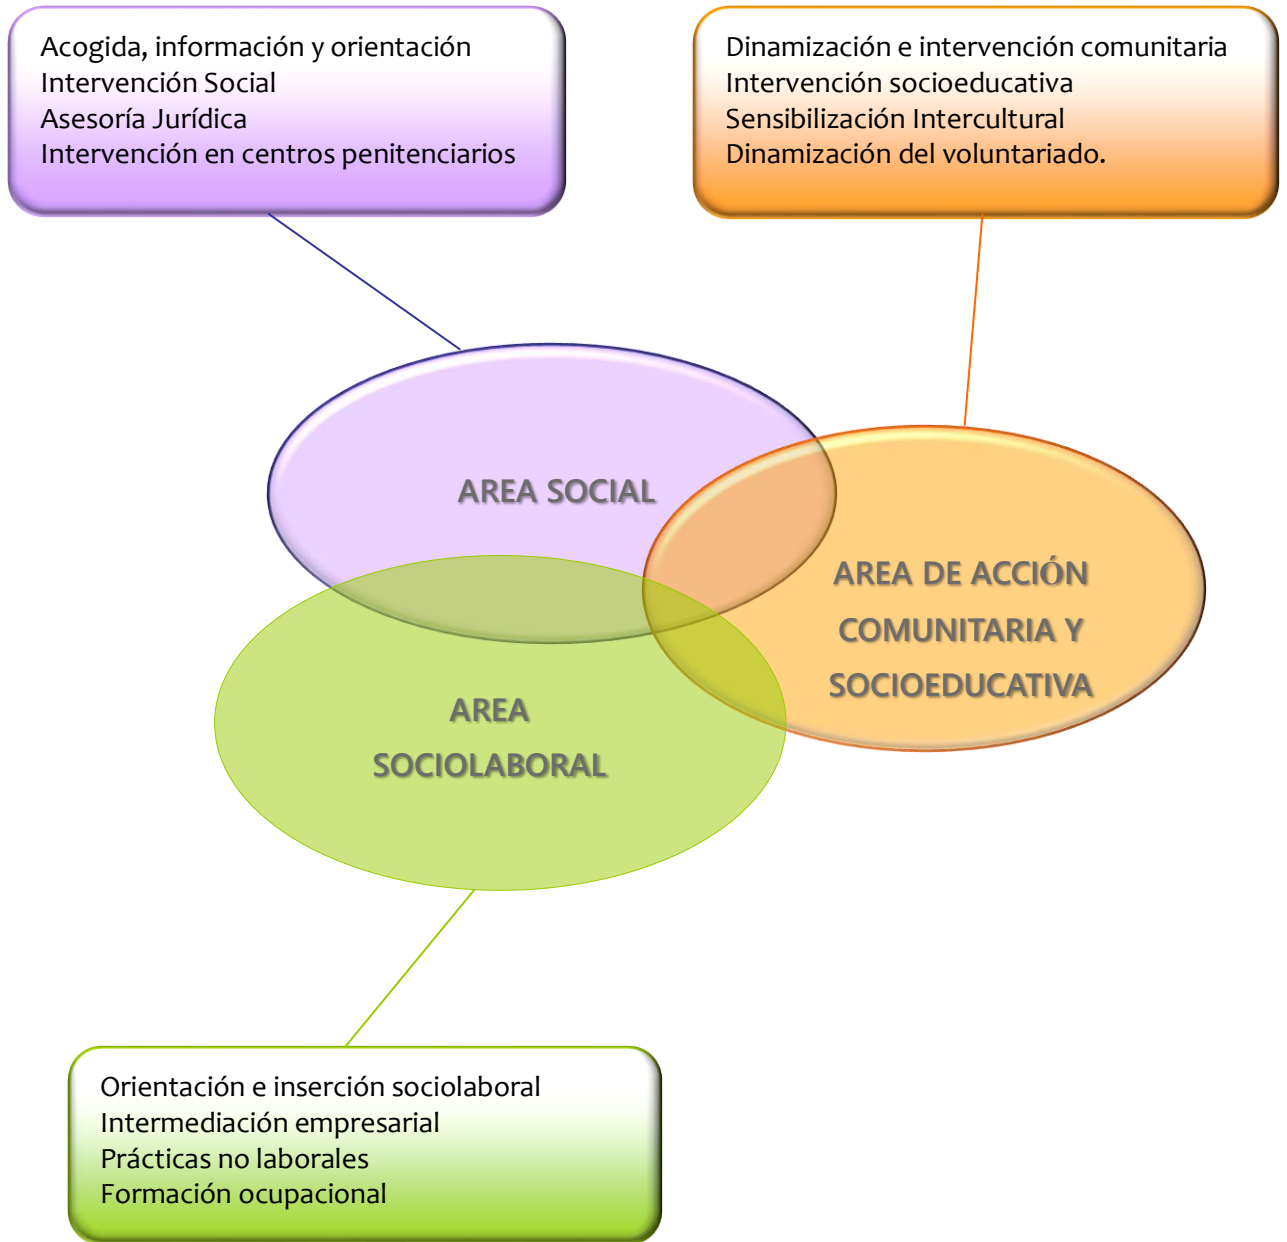 Acogida, información y orientación
Intervención Social
Asesoría Jurídica
Intervención en centros penitenciarios
Dinamización e intervención comunitaria
Intervención socioeducativa
Sensibilización Intercultural
Dinamización del voluntariado.
AREA SOCIAL
AREA DE ACCIÓN
COMUNITARIA Y
SOCIOEDUCATIVA
AREA
SOCIOLABORAL
Orientación e inserción sociolaboral
Intermediación empresarial
Prácticas no laborales
Formación ocupacional